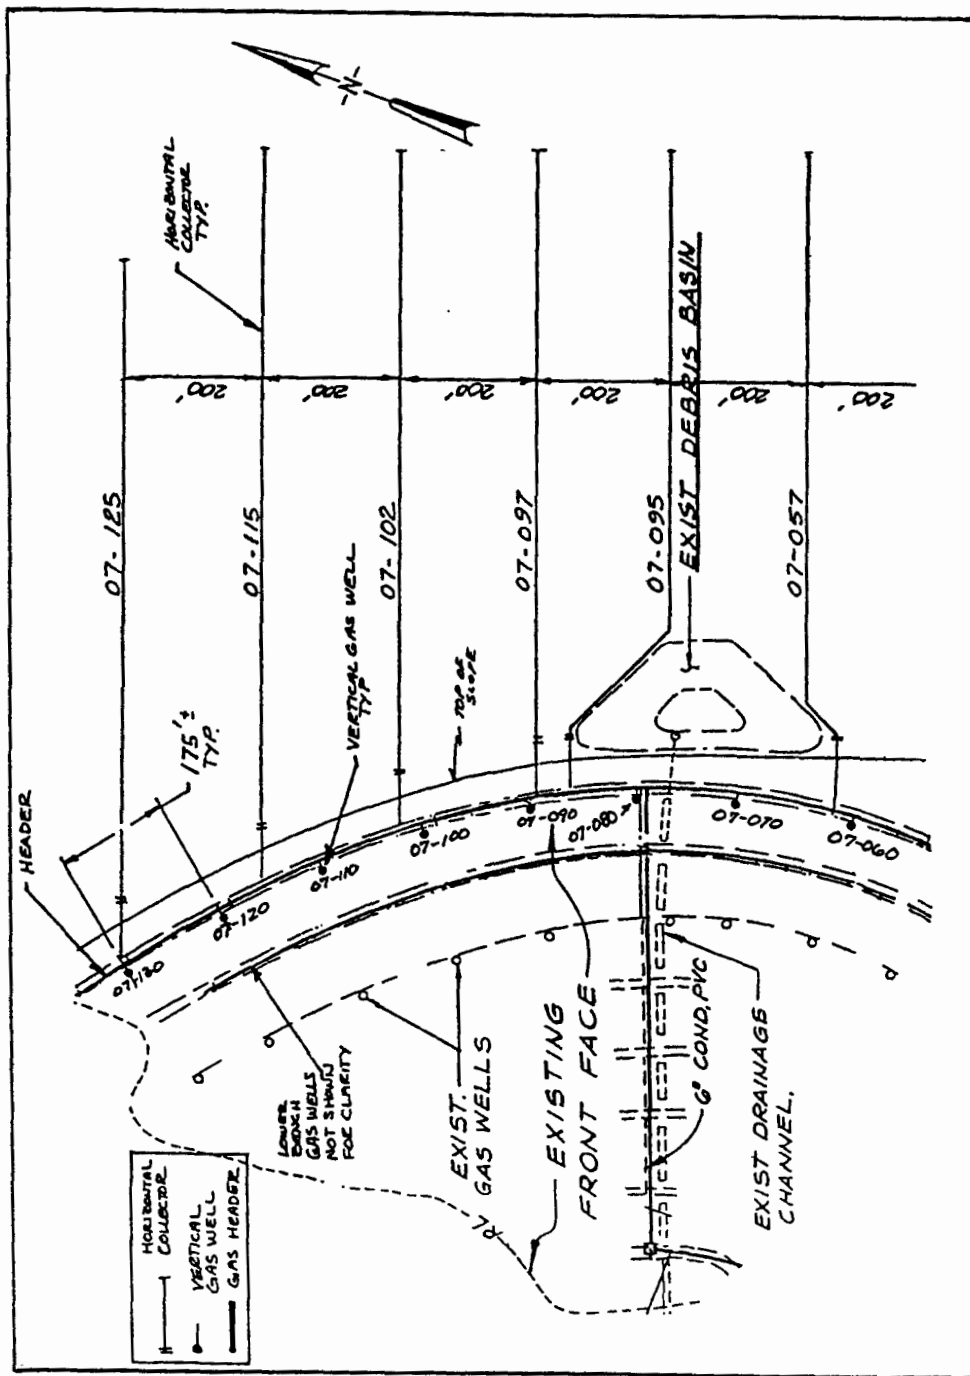 -N-
HORIZONTAL
COLLECTOR
TYP.
200'
200'
200'
200'
200'
200'
07-125
07-115
07-102
07-097
07-095
07-057
EXIST DEBRIS BASIN
175'±
TYP.
VERTICAL GAS WELL
TYP
TOP OF
SLOPE
HEADER
07-130
07-120
07-110
07-100
07-090
07-080
07-070
07-060
LOWER
BENCH
GAS WELLS
NOT SHOWN
FOR CLARITY
EXIST.
GAS WELLS
EXISTING
FRONT FACE
6" COND, PVC
EXIST DRAINAGE
CHANNEL.
PL
HORIZONTAL
COLLECTOR
VERTICAL
GAS WELL
GAS HEADER